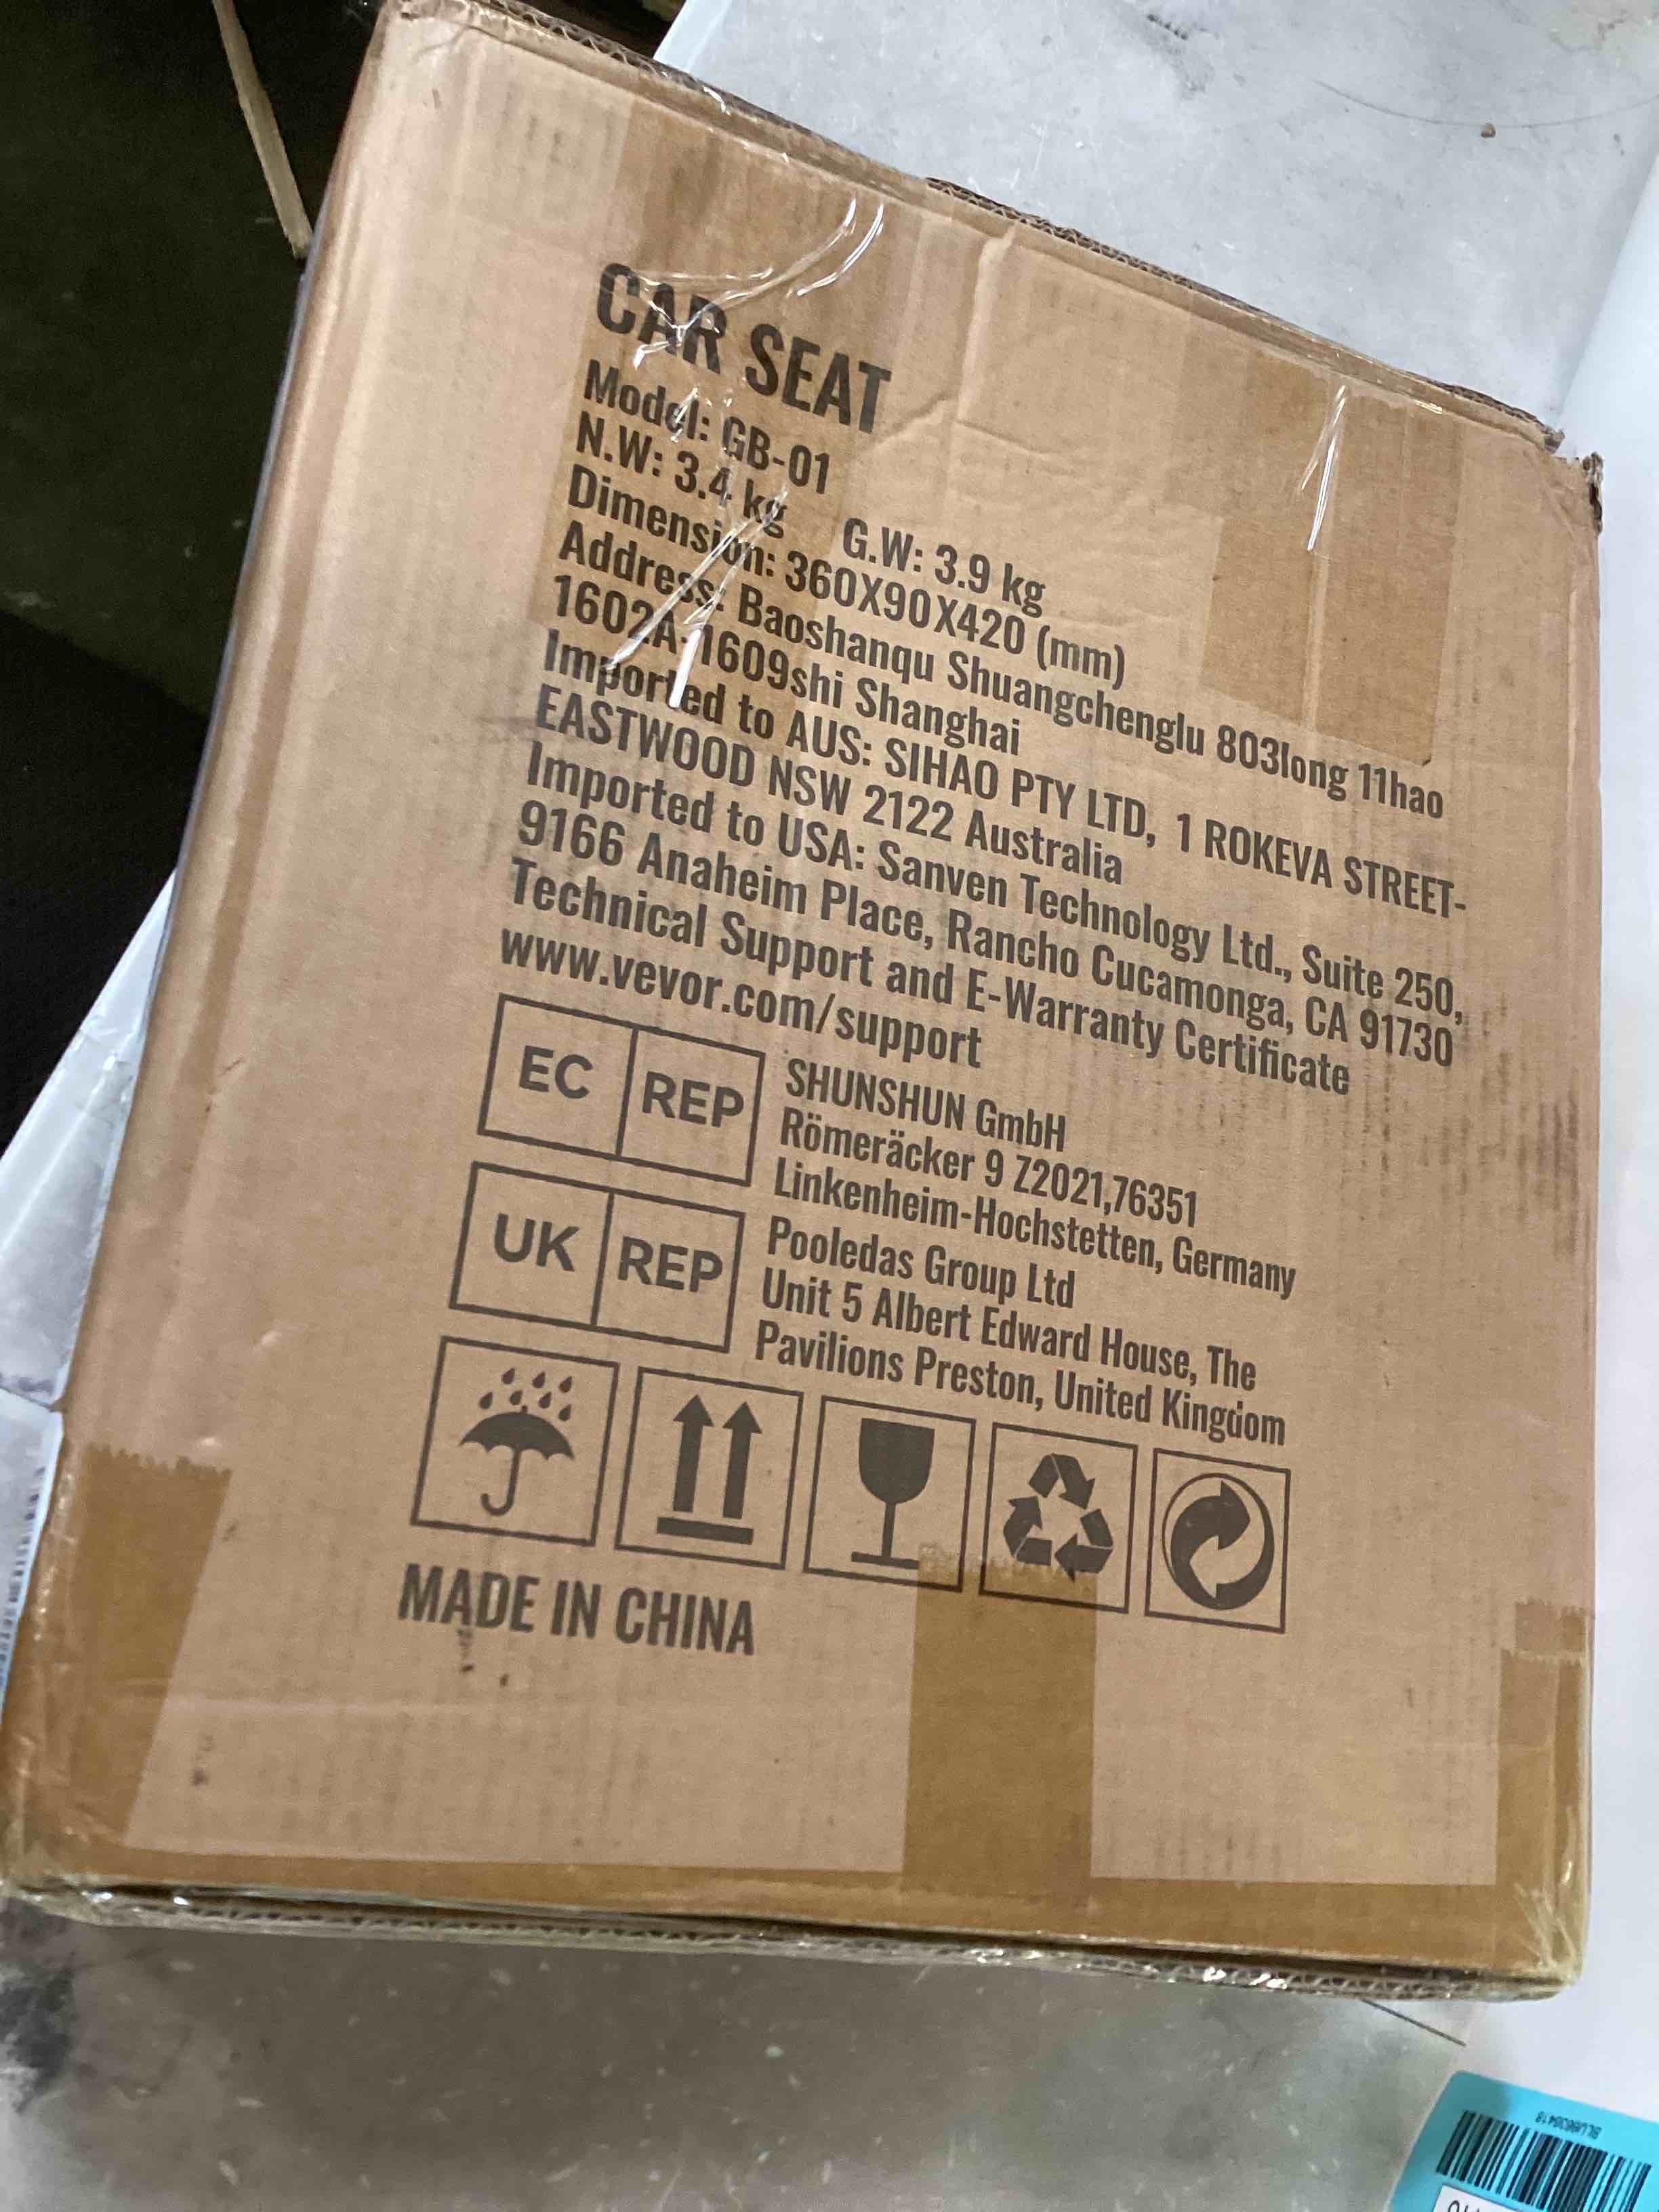 CAR SEAT
Model: GB-01
N.W: 3.4 kg G.W: 3.9 kg
Dimension: 360X90X420 (mm)
Address: Baoshanqu Shuangchenglu 803long 11hao
1602A-1609shi Shanghai
Imported to AUS: SIHAO PTY LTD, 1 ROKEVA STREET-
EASTWOOD NSW 2122 Australia
Imported to USA: Sanven Technology Ltd., Suite 250,
9166 Anaheim Place, Rancho Cucamonga, CA 91730
Technical Support and E-Warranty Certificate
www.vevor.com/support
EC REP
SHUNSHUN GmbH
Römeräcker 9 Z2021,76351
Linkenheim-Hochstetten, Germany
UK REP
Pooledas Group Ltd
Unit 5 Albert Edward House, The
Pavilions Preston, United Kingdom
MADE IN CHINA